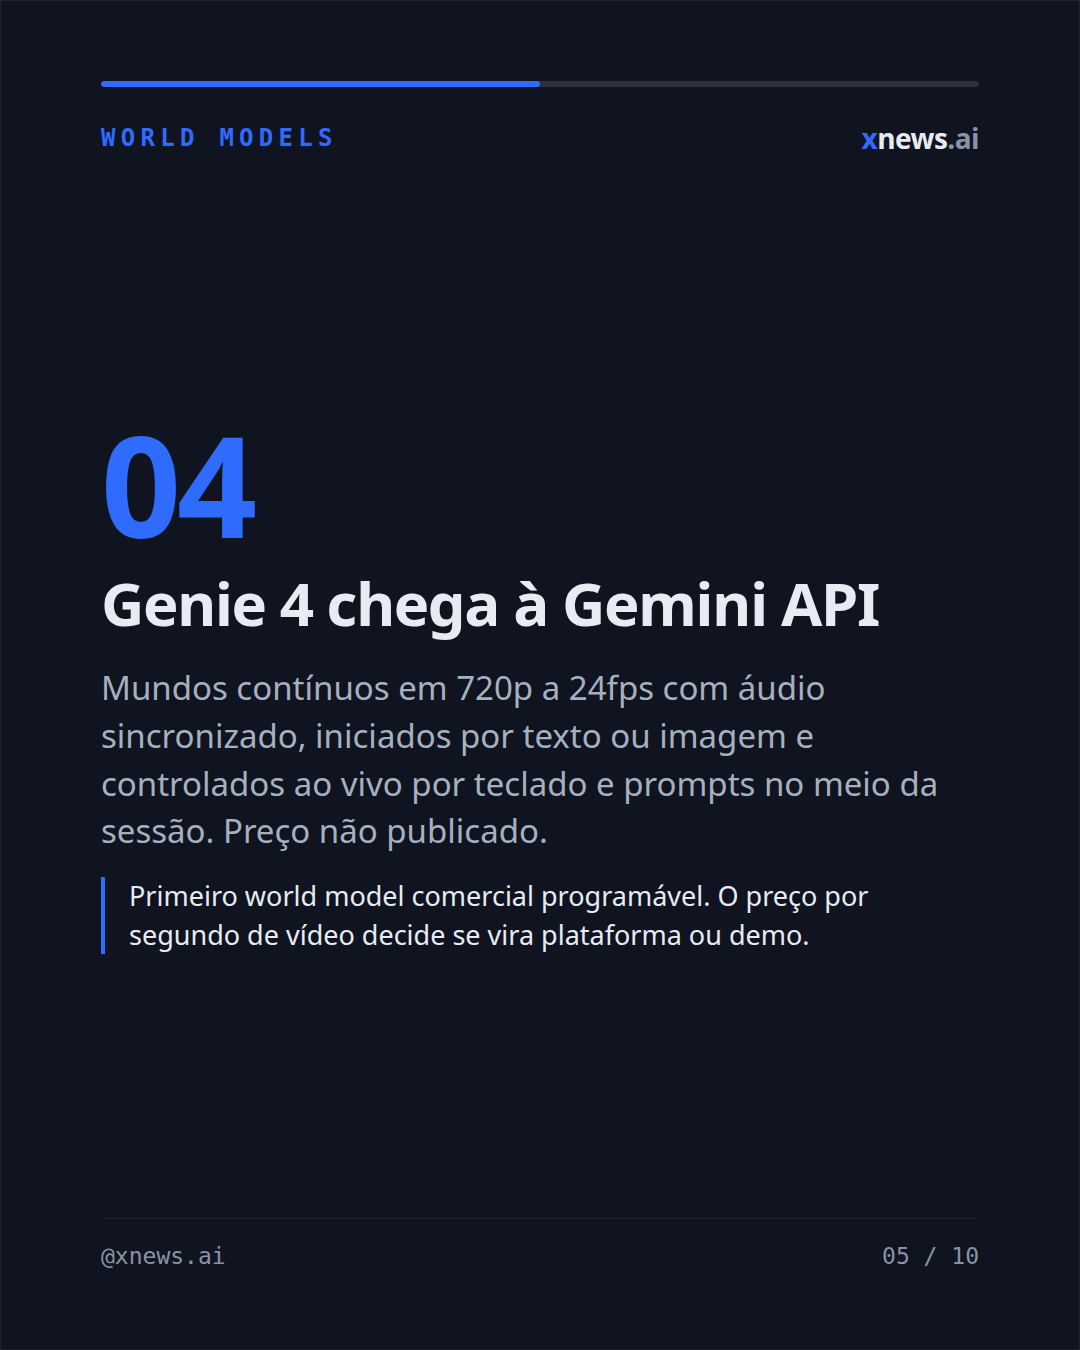 WORLD MODELS
xnews.ai
04
Genie 4 chega à Gemini API
Mundos contínuos em 720p a 24fps com áudio
sincronizado, iniciados por texto ou imagem e
controlados ao vivo por teclado e prompts no meio da
sessão. Preço não publicado.
Primeiro world model comercial programável. O preço por
segundo de vídeo decide se vira plataforma ou demo.
@xnews.ai
05 / 10